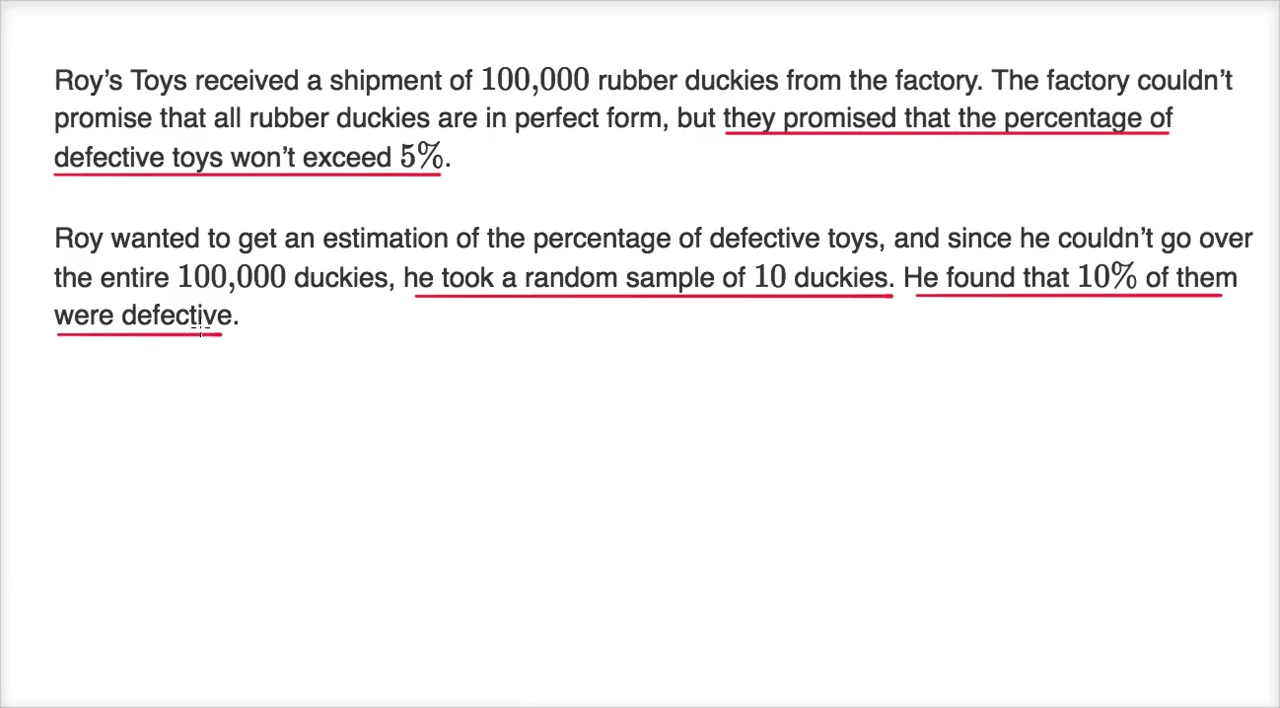 Roy’s Toys received a shipment of 100,000 rubber duckies from the factory. The factory couldn’t
promise that all rubber duckies are in perfect form, but they promised that the percentage of
defective toys won’t exceed 5%.
Roy wanted to get an estimation of the percentage of defective toys, and since he couldn’t go over
the entire 100,000 duckies, he took a random sample of 10 duckies. He found that 10% of them
were defective.